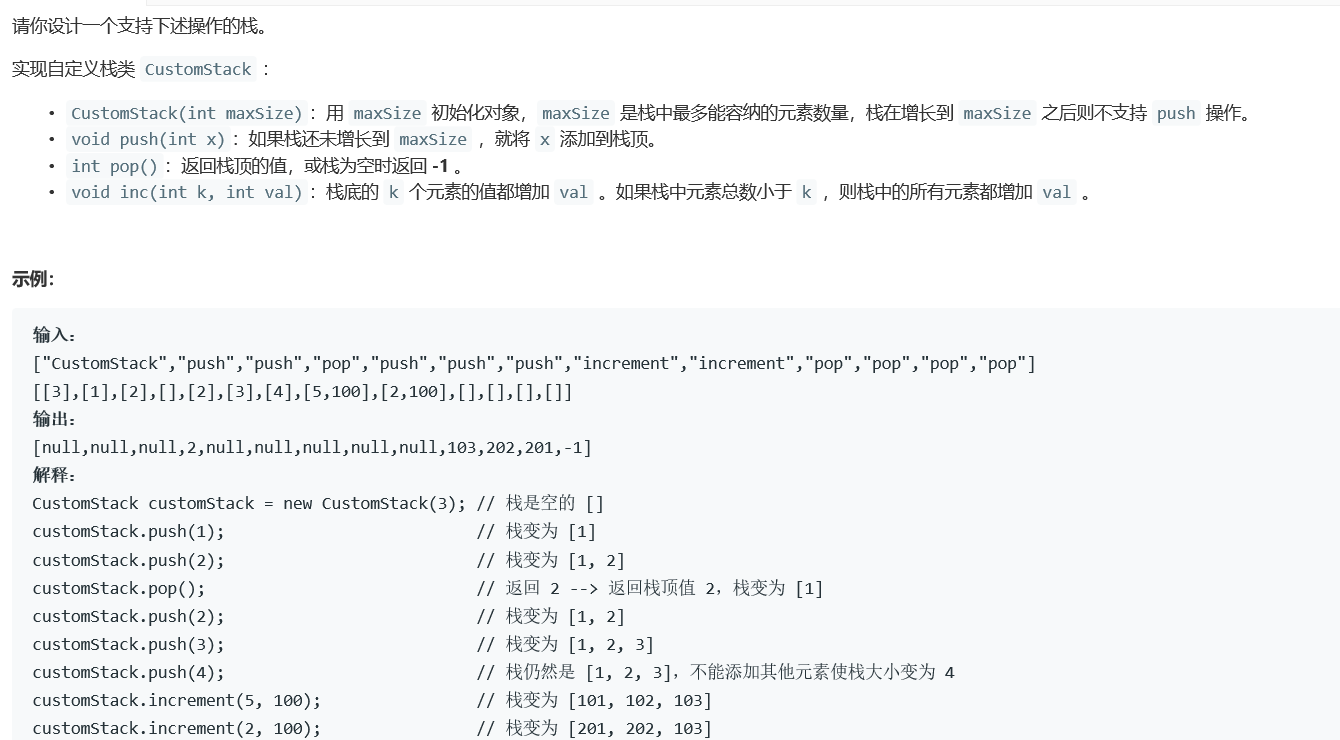 请你设计一个支持下述操作的栈。
实现自定义栈类 CustomStack ：
• CustomStack(int maxSize)：用 maxSize 初始化对象，maxSize 是栈中最多能容纳的元素数量，栈在增长到 maxSize 之后则不支持 push 操作。
• void push(int x)：如果栈还未增长到 maxSize ，就将 x 添加到栈顶。
• int pop()：返回栈顶的值，或栈为空时返回 -1 。
• void inc(int k, int val)：栈底的 k 个元素的值都增加 val 。如果栈中元素总数小于 k ，则栈中的所有元素都增加 val 。
示例：
输入：
["CustomStack","push","push","pop","push","push","push","increment","increment","pop","pop","pop","pop"]
[[3],[1],[2],[],[2],[3],[4],[5,100],[2,100],[],[],[],[]]
输出：
[null,null,null,2,null,null,null,null,null,103,202,201,-1]
解释：
CustomStack customStack = new CustomStack(3); // 栈是空的 []
customStack.push(1); // 栈变为 [1]
customStack.push(2); // 栈变为 [1, 2]
customStack.pop(); // 返回 2 --> 返回栈顶值 2，栈变为 [1]
customStack.push(2); // 栈变为 [1, 2]
customStack.push(3); // 栈变为 [1, 2, 3]
customStack.push(4); // 栈仍然是 [1, 2, 3]，不能添加其他元素使栈大小变为 4
customStack.increment(5, 100); // 栈变为 [101, 102, 103]
customStack.increment(2, 100); // 栈变为 [201, 202, 103]